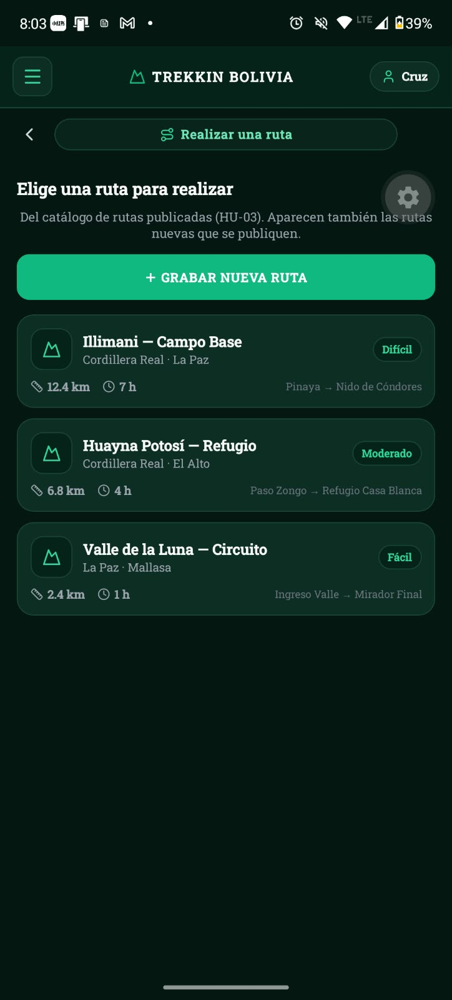 8:03 小红书 LTE 39%
TREKKIN BOLIVIA
Cruz
Realizar una ruta
Elige una ruta para realizar
Del catálogo de rutas publicadas (HU-03). Aparecen también las rutas
nuevas que se publiquen.
+ GRABAR NUEVA RUTA
Illimani — Campo Base
Difícil
Cordillera Real · La Paz
12.4 km 7 h Pinaya → Nido de Cóndores
Huayna Potosí — Refugio
Moderado
Cordillera Real · El Alto
6.8 km 4 h Paso Zongo → Refugio Casa Blanca
Valle de la Luna — Circuito
Fácil
La Paz · Mallasa
2.4 km 1 h Ingreso Valle → Mirador Final